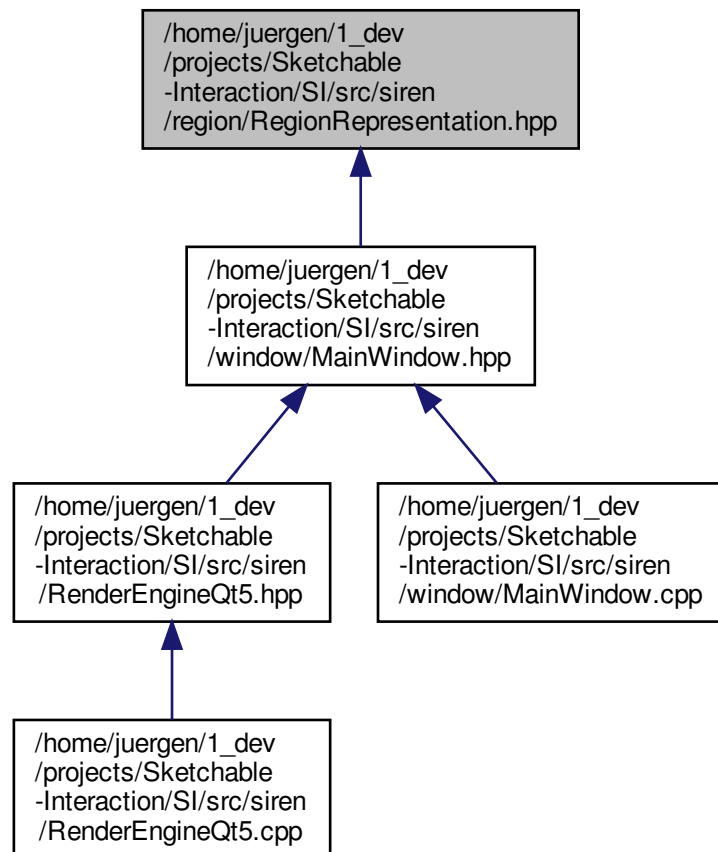 /home/juergen/1_dev
/projects/Sketchable
-Interaction/SI/src/siren
/region/RegionRepresentation.hpp
/home/juergen/1_dev
/projects/Sketchable
-Interaction/SI/src/siren
/window/MainWindow.hpp
/home/juergen/1_dev
/projects/Sketchable
-Interaction/SI/src/siren
/RenderEngineQt5.hpp
/home/juergen/1_dev
/projects/Sketchable
-Interaction/SI/src/siren
/window/MainWindow.cpp
/home/juergen/1_dev
/projects/Sketchable
-Interaction/SI/src/siren
/RenderEngineQt5.cpp